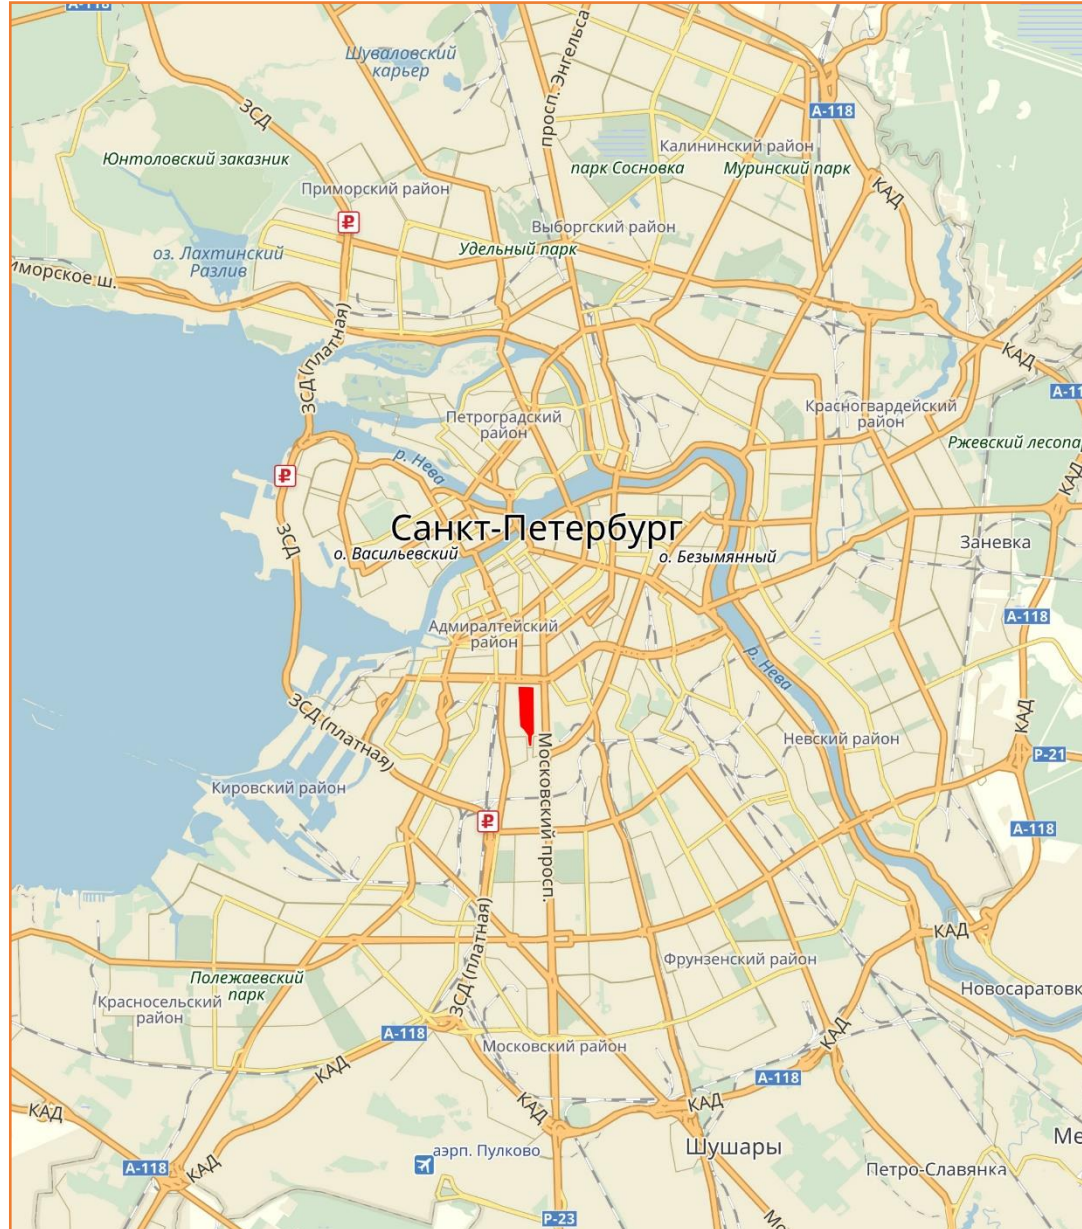 А-118
Шуваловский
карьер
просп. Энгельса
ЗСД
А-118
Калининский район
Юнтоловский заказник
парк Сосновка
Муринский парк
Приморский район
КАД
₽
Выборгский район
оз. Лахтинский
Разлив
Удельный парк
иморское ш.
ЗСД (платная)
КАД
А-11
Петроградский
район
Красногвардейский
район
Ржевский лесопа
р. Нева
₽
КАД
Санкт-Петербург
ЗСД
о. Васильевский
о. Безымянный
Заневка
А-118
Адмиралтейский
район
р. Нева
ЗСД (платная)
КАД
Невский район
Р-21
Московский просп.
Кировский район
₽
А-118
ЗСД (платная)
КАД
Фрунзенский район
Полежаевский
парк
Красносельский
район
Новосаратовк
А-118
КАД
Московский район
КАД
А-118
КАД
КАД
КАД
Шушары
Ме
аэрп. Пулково
А-118
КАД
Петро-Славянка
Р-23
Мо